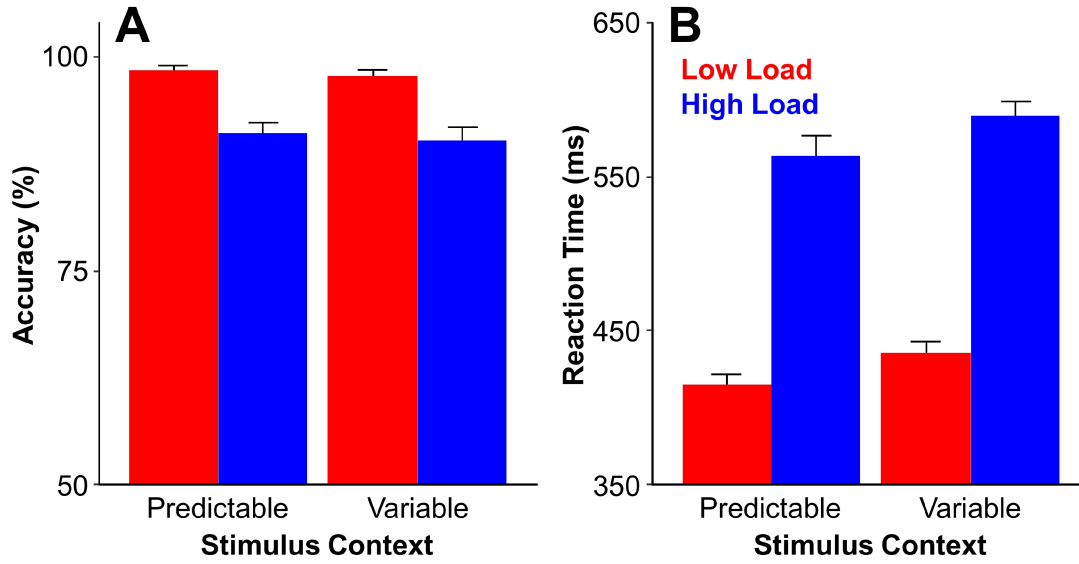 A
Accuracy (%)
100
75
50
Predictable
Variable
Stimulus Context
B
Low Load
High Load
Reaction Time (ms)
650
550
450
350
Predictable
Variable
Stimulus Context